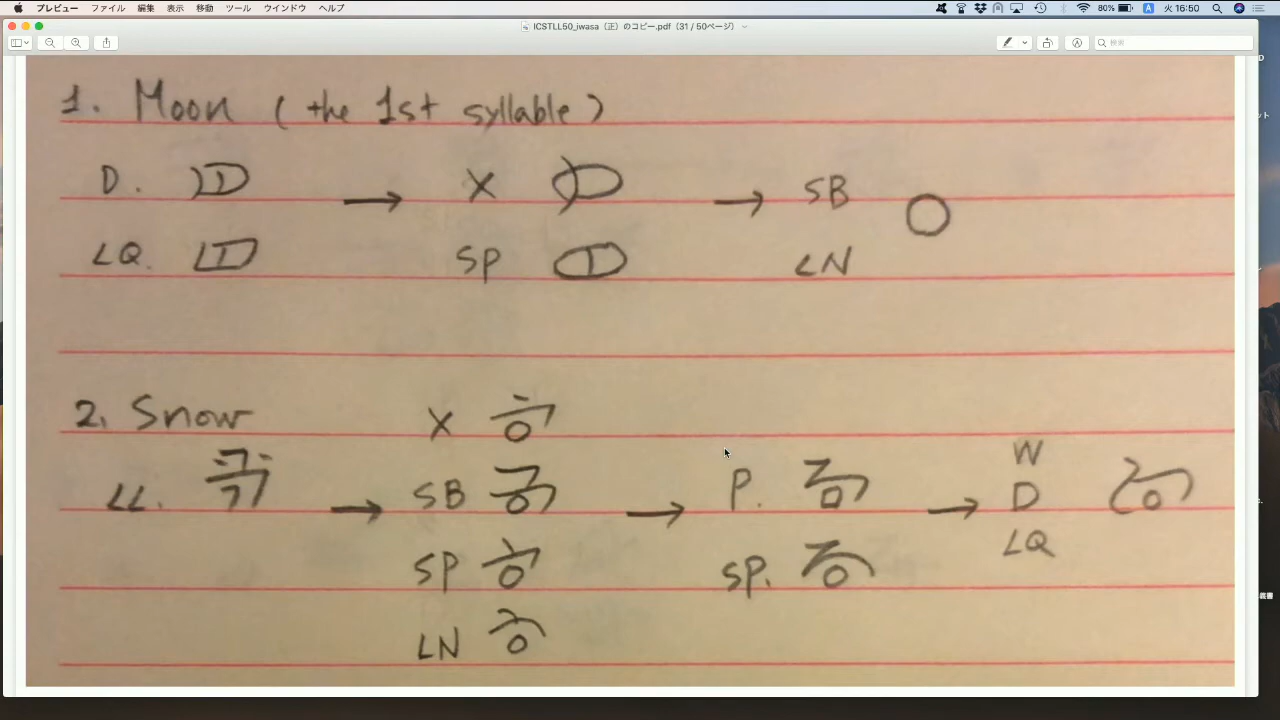 プレビュー ファイル 編集 表示 移動 ツール ウインドウ ヘルプ 80% A 火 16:50
ICSTLL50_iwasa（正）のコピー.pdf（31 / 50ページ）
検索
1. Moon (the 1st syllable)
D. → X → SB
LQ. SP LN
2. Snow
X
LL. → SB → P. → W D LQ
SP SP.
LN